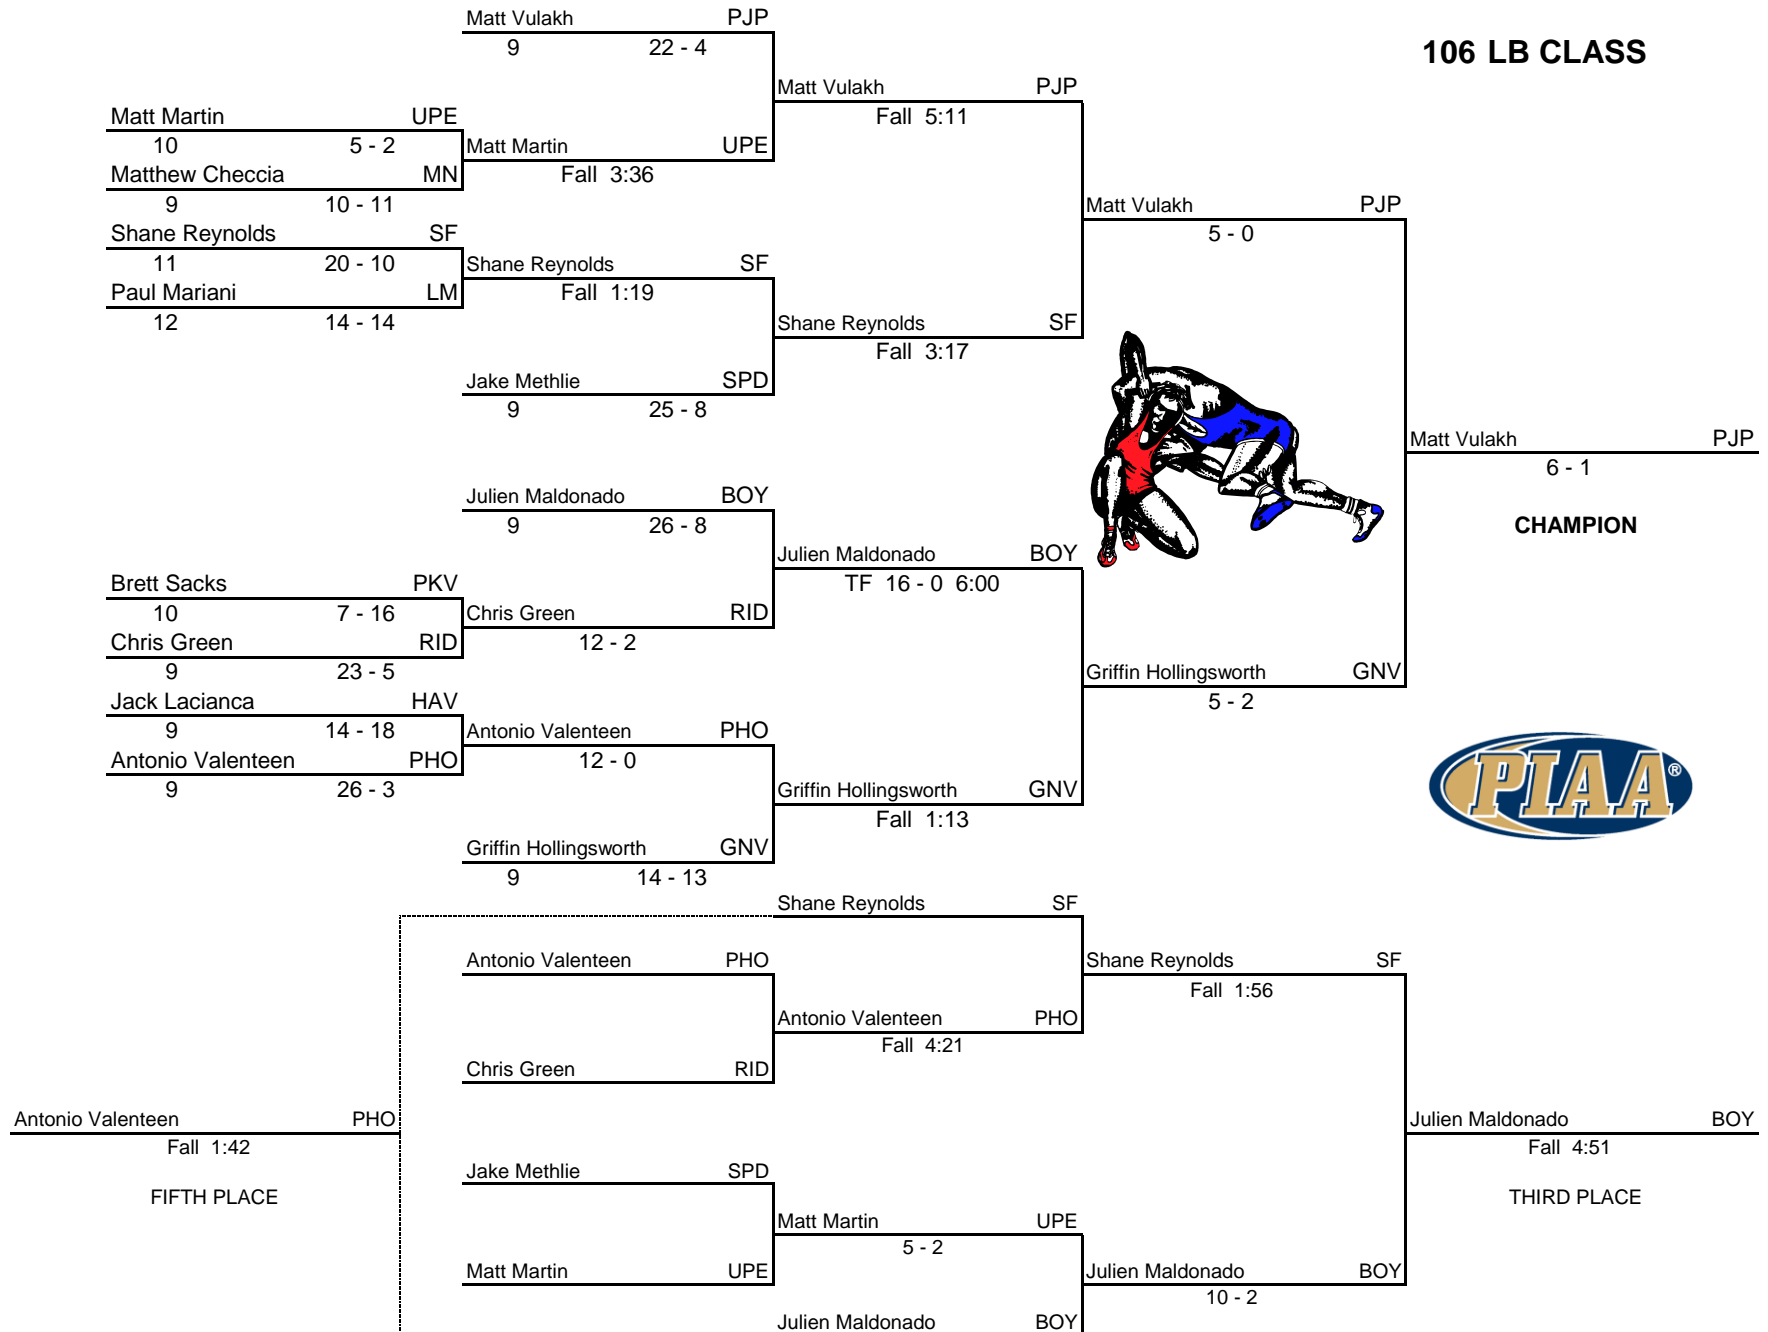 Matt Vulakh PJP
9 22 - 4
106 LB CLASS
Matt Vulakh PJP
Fall 5:11
Matt Martin UPE
10 5 - 2
Matt Martin UPE
Fall 3:36
Matthew Checcia MN
9 10 - 11
Matt Vulakh PJP
5 - 0
Shane Reynolds SF
11 20 - 10
Shane Reynolds SF
Fall 1:19
Paul Mariani LM
12 14 - 14
Shane Reynolds SF
Fall 3:17
Jake Methlie SPD
9 25 - 8
Matt Vulakh PJP
6 - 1
CHAMPION
Julien Maldonado BOY
9 26 - 8
Julien Maldonado BOY
TF 16 - 0 6:00
Brett Sacks PKV
10 7 - 16
Chris Green RID
12 - 2
Chris Green RID
9 23 - 5
Griffin Hollingsworth GNV
5 - 2
Jack Lacianca HAV
9 14 - 18
Antonio Valenteen PHO
12 - 0
Antonio Valenteen PHO
9 26 - 3
Griffin Hollingsworth GNV
Fall 1:13
PIAA®
Griffin Hollingsworth GNV
9 14 - 13
Shane Reynolds SF
Antonio Valenteen PHO
Shane Reynolds SF
Fall 1:56
Antonio Valenteen PHO
Fall 4:21
Chris Green RID
Antonio Valenteen PHO
Fall 1:42
FIFTH PLACE
Julien Maldonado BOY
Fall 4:51
THIRD PLACE
Jake Methlie SPD
Matt Martin UPE
5 - 2
Matt Martin UPE
Julien Maldonado BOY
10 - 2
Julien Maldonado BOY